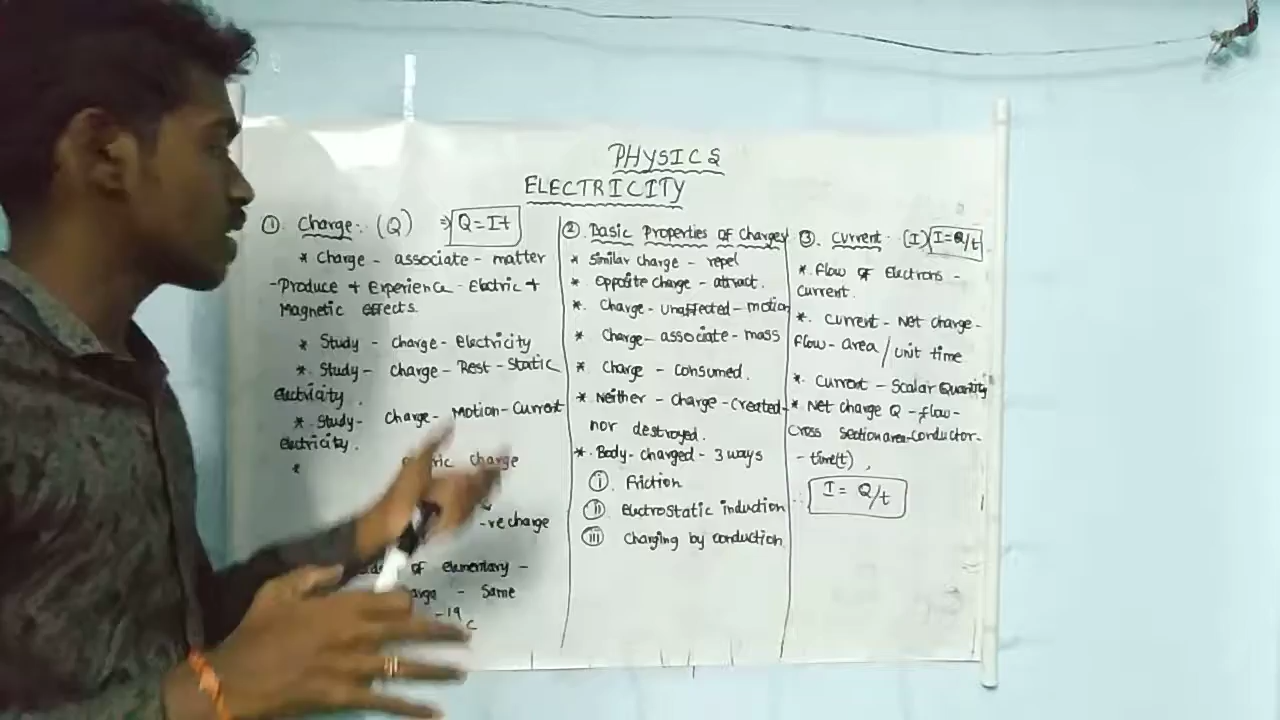 PHYSICS
ELECTRICITY
① Charge:. (Q) ⇒ Q=It
* Charge - associate - matter
-Produce + Experience - Electric +
Magnetic effects.
* Study - charge - electricity
* Study - charge - Rest - Static
electricity.
* Study- charge - Motion - Current
electricity.
*
charge
-ve charge
of elementary -
- Same
-19 c
② Basic Properties of Charges
* Similar charge - repel
* Opposite charge - attract.
* Charge - unaffected - motion
* Charge - associate - mass
* Charge - consumed.
* Neither - charge - created-
nor destroyed.
* Body - charged - 3 ways
ⓘ. Friction
ⓘⓘ. Electrostatic induction
ⓘⓘⓘ Charging by conduction
③. Current. (I) I=Q/t
* Flow of Electrons -
Current.
*. Current - Net charge -
flow - area / unit time
*. Current - Scalar Quantity
* Net charge Q - flow -
Cross section area - conductor -
- time(t),
∴ I = Q/t